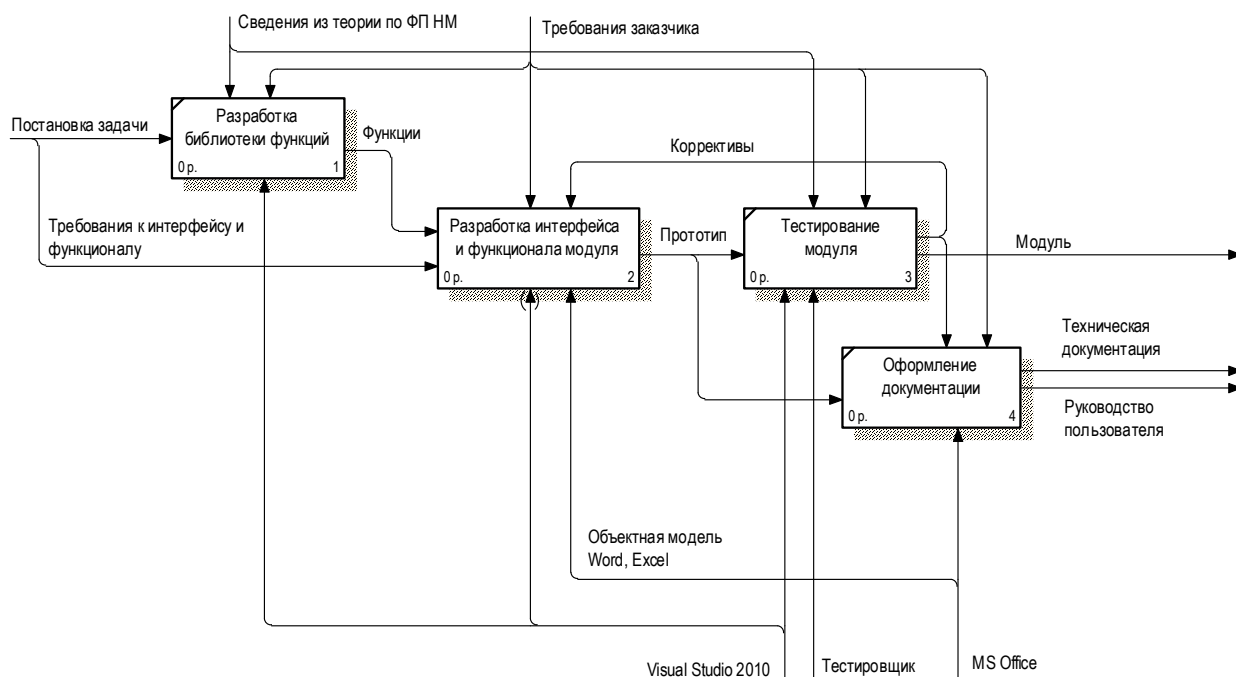 Сведения из теории по ФП НМ
Требования заказчика
Постановка задачи
Разработка
библиотеки функций
0 р.
1
Функции
Коррективы
Требования к интерфейсу и
функционалу
Разработка интерфейса
и функционала модуля
0 р.
2
Прототип
Тестирование
модуля
0 р.
3
Модуль
Оформление
документации
0 р.
4
Техническая
документация
Руководство
пользователя
Объектная модель
Word, Excel
Visual Studio 2010
Тестировщик
MS Office